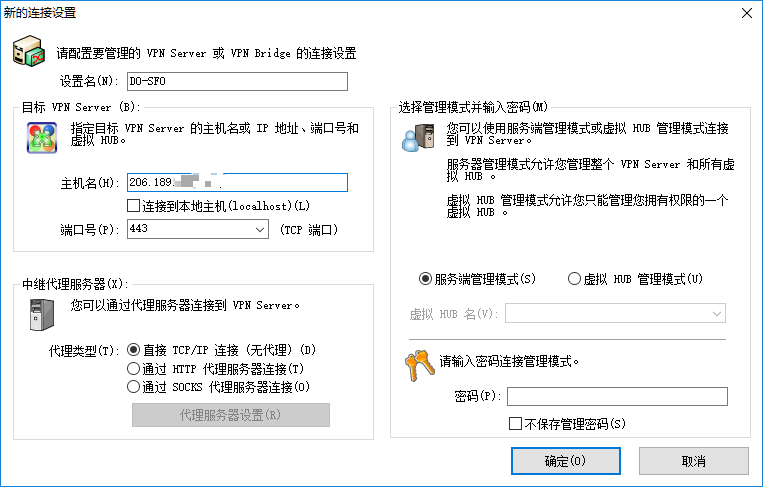 新的连接设置
请配置要管理的 VPN Server 或 VPN Bridge 的连接设置
设置名(N):
DO-SFO
目标 VPN Server (B):
指定目标 VPN Server 的主机名或 IP 地址、端口号和
虚拟 HUB。
主机名(H):
206.189.
连接到本地主机(localhost)(L)
端口号(P):
443
(TCP 端口)
中继代理服务器(X):
您可以通过代理服务器连接到 VPN Server。
代理类型(T):
直接 TCP/IP 连接 (无代理) (D)
通过 HTTP 代理服务器连接(T)
通过 SOCKS 代理服务器连接(O)
代理服务器设置(R)
选择管理模式并输入密码(M)
您可以使用服务端管理模式或虚拟 HUB 管理模式连接
到 VPN Server。
服务器管理模式允许您管理整个 VPN Server 和所有虚
拟 HUB 。
虚拟 HUB 管理模式允许您只能管理您拥有权限的一个
虚拟 HUB 。
服务端管理模式(S)
虚拟 HUB 管理模式(U)
虚拟 HUB 名(V):
请输入密码连接管理模式。
密码(P):
不保存管理密码(S)
确定(O)
取消